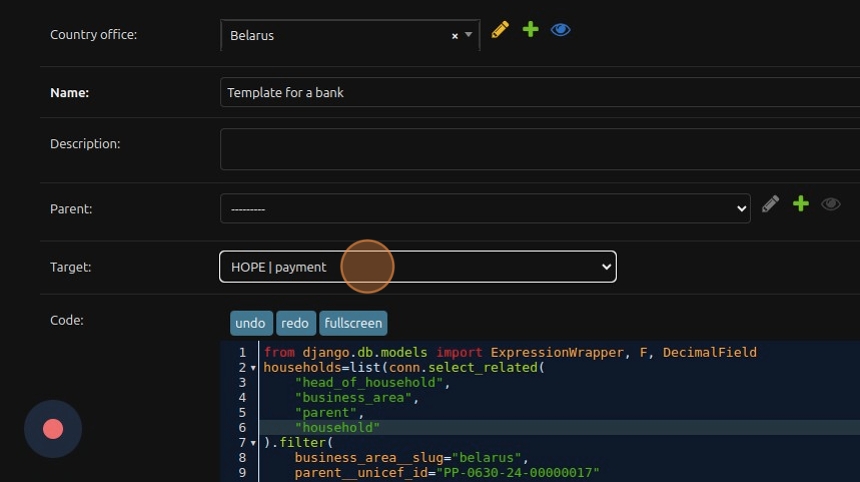 Country office:
Belarus
×
Name:
Template for a bank
Description:
Parent:
---------
Target:
HOPE | payment
Code:
undo redo fullscreen
1 from django.db.models import ExpressionWrapper, F, DecimalField
2 households=list(conn.select_related(
3 "head_of_household",
4 "business_area",
5 "parent",
6 "household"
7 ).filter(
8 business_area__slug="belarus",
9 parent__unicef_id="PP-0630-24-00000017"